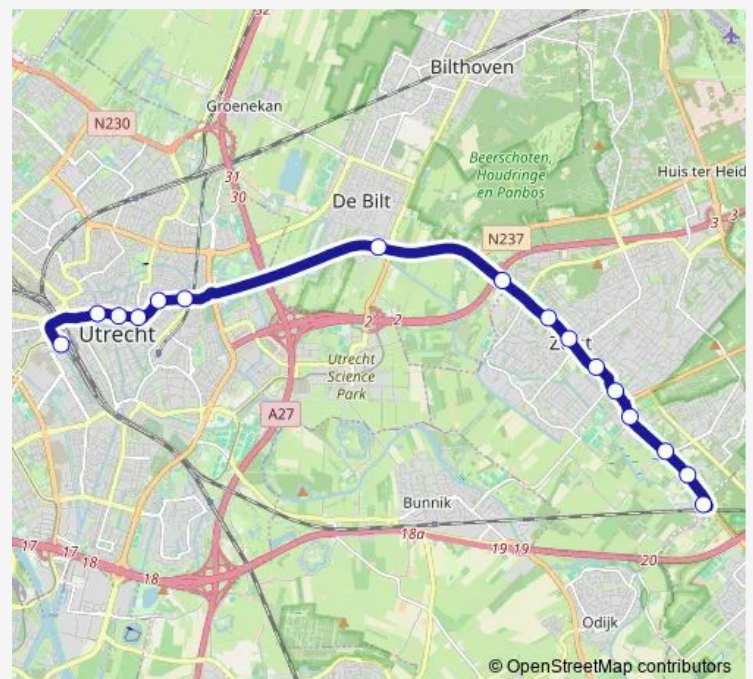 32
Bilthoven
Groenekan
N230
Beerschoten,
Houdringe
en Panbos
31
Huis ter Heid
30
De Bilt
3
3
N237
Utrecht
2
2
Utrecht
Science
Park
A27
Bunnik
17
17
18
18
18a
19 19
20
Odijk
© OpenStreetMap contributors